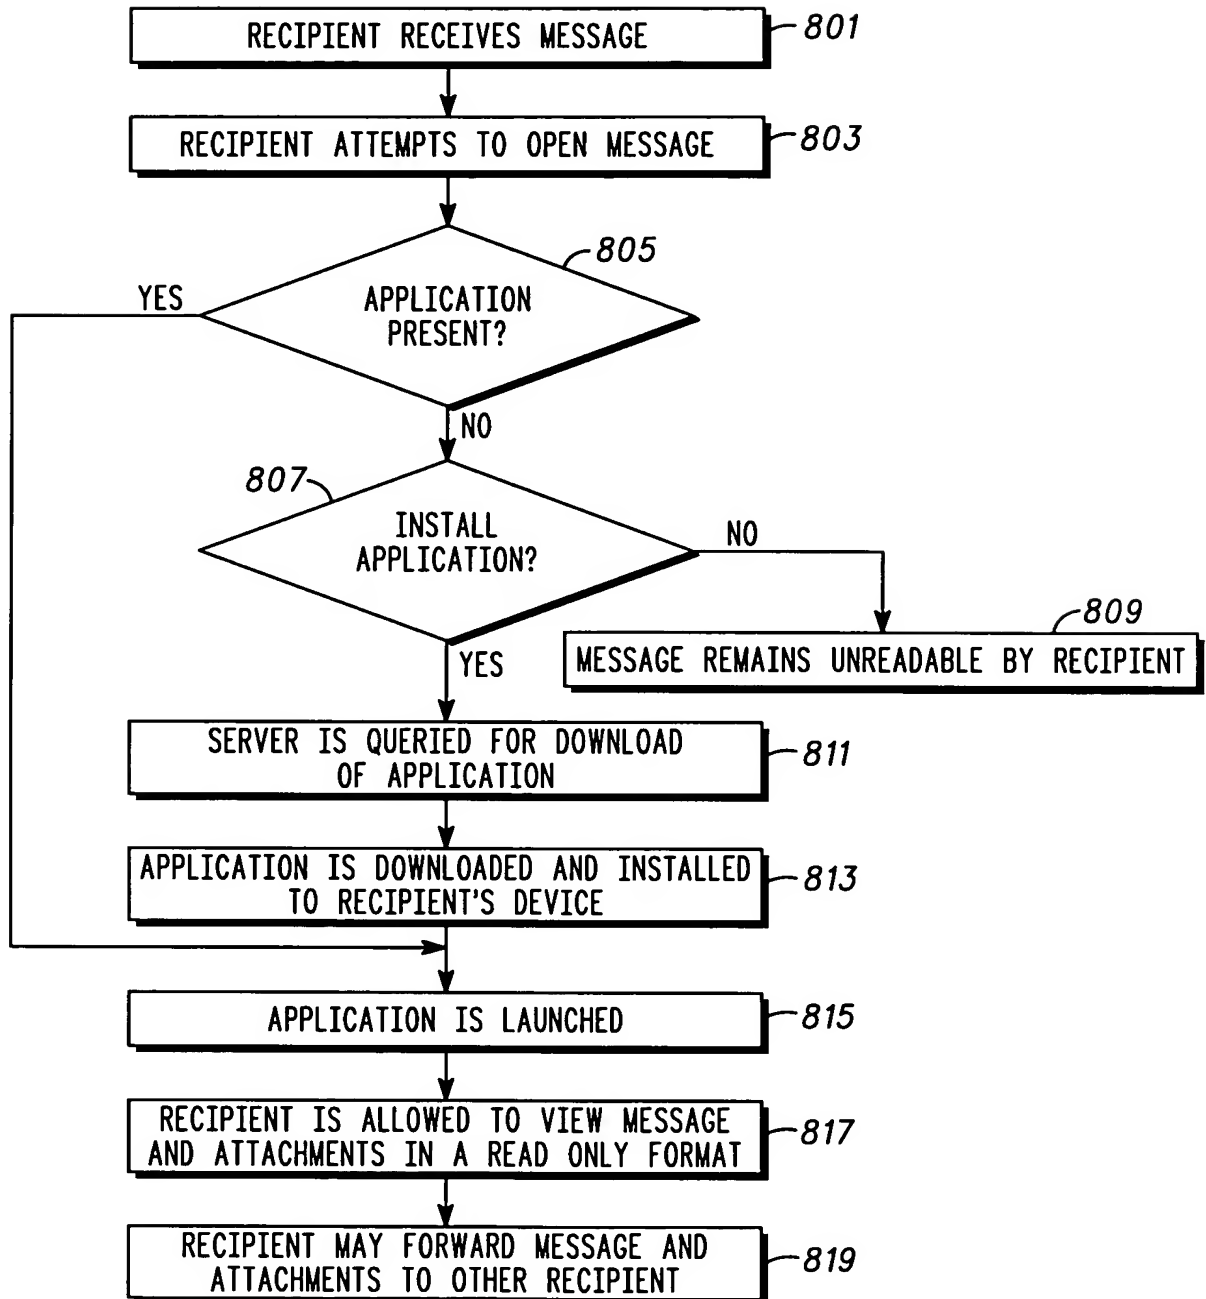 RECIPIENT RECEIVES MESSAGE
801
RECIPIENT ATTEMPTS TO OPEN MESSAGE
803
805
YES
APPLICATION
PRESENT?
NO
807
INSTALL
APPLICATION?
NO
809
MESSAGE REMAINS UNREADABLE BY RECIPIENT
YES
SERVER IS QUERIED FOR DOWNLOAD
OF APPLICATION
811
APPLICATION IS DOWNLOADED AND INSTALLED
TO RECIPIENT'S DEVICE
813
APPLICATION IS LAUNCHED
815
RECIPIENT IS ALLOWED TO VIEW MESSAGE
AND ATTACHMENTS IN A READ ONLY FORMAT
817
RECIPIENT MAY FORWARD MESSAGE AND
ATTACHMENTS TO OTHER RECIPIENT
819